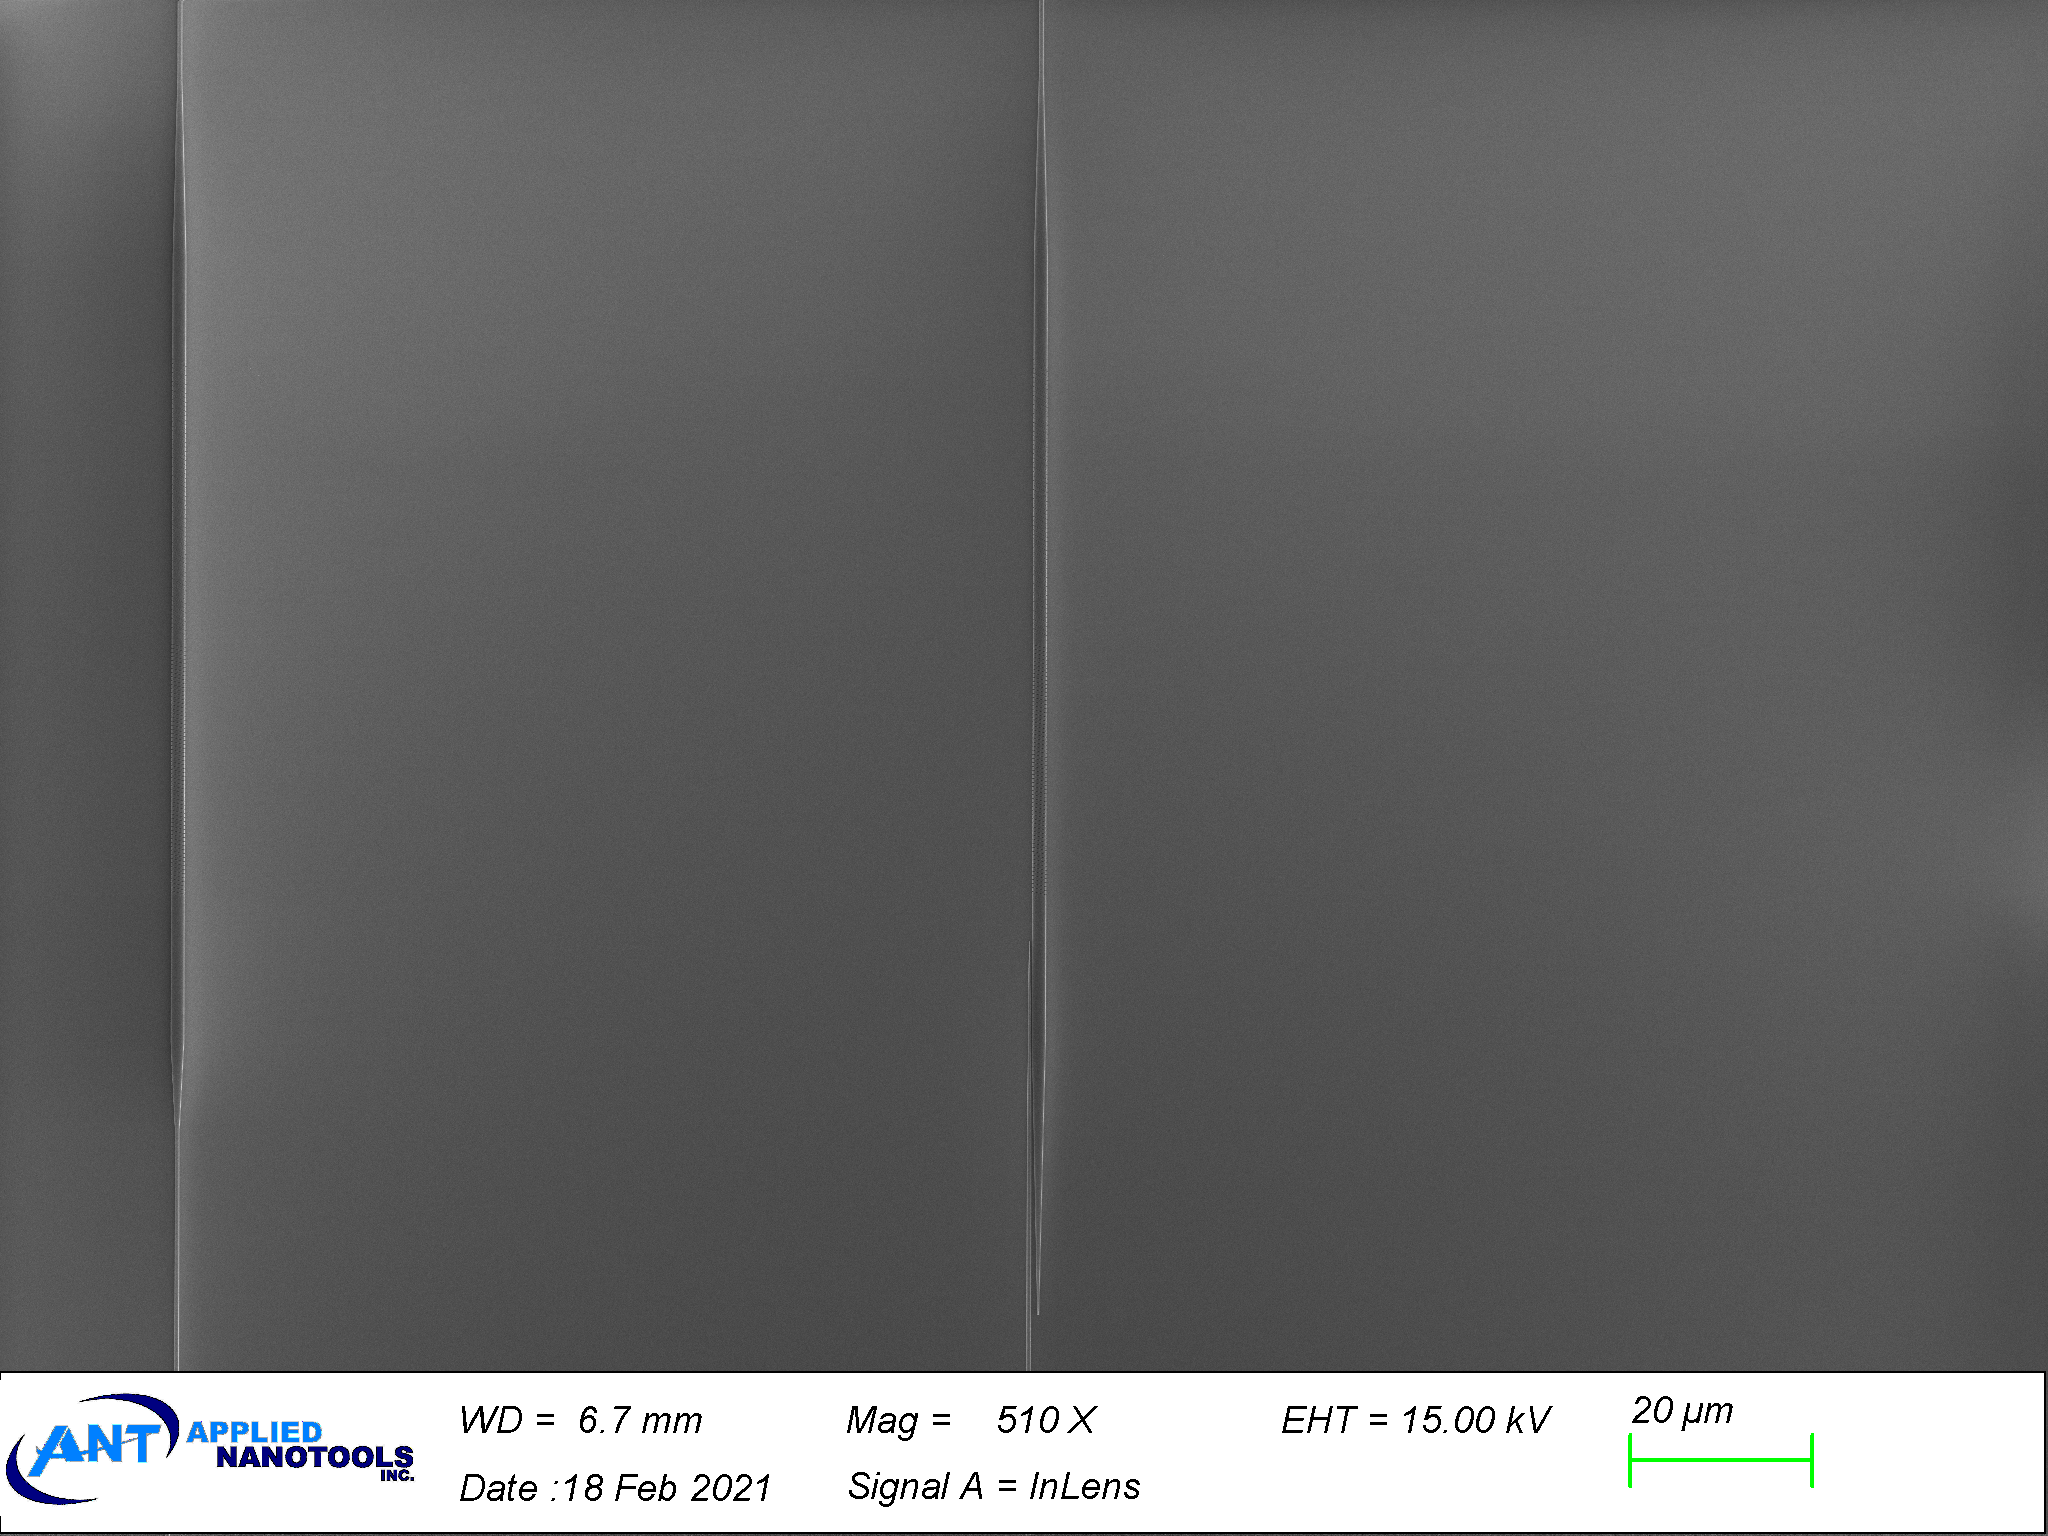 ANT APPLIED
NANOTOOLS
INC.
WD = 6.7 mm
Mag = 510 X
EHT = 15.00 kV
20 µm
Date :18 Feb 2021
Signal A = InLens